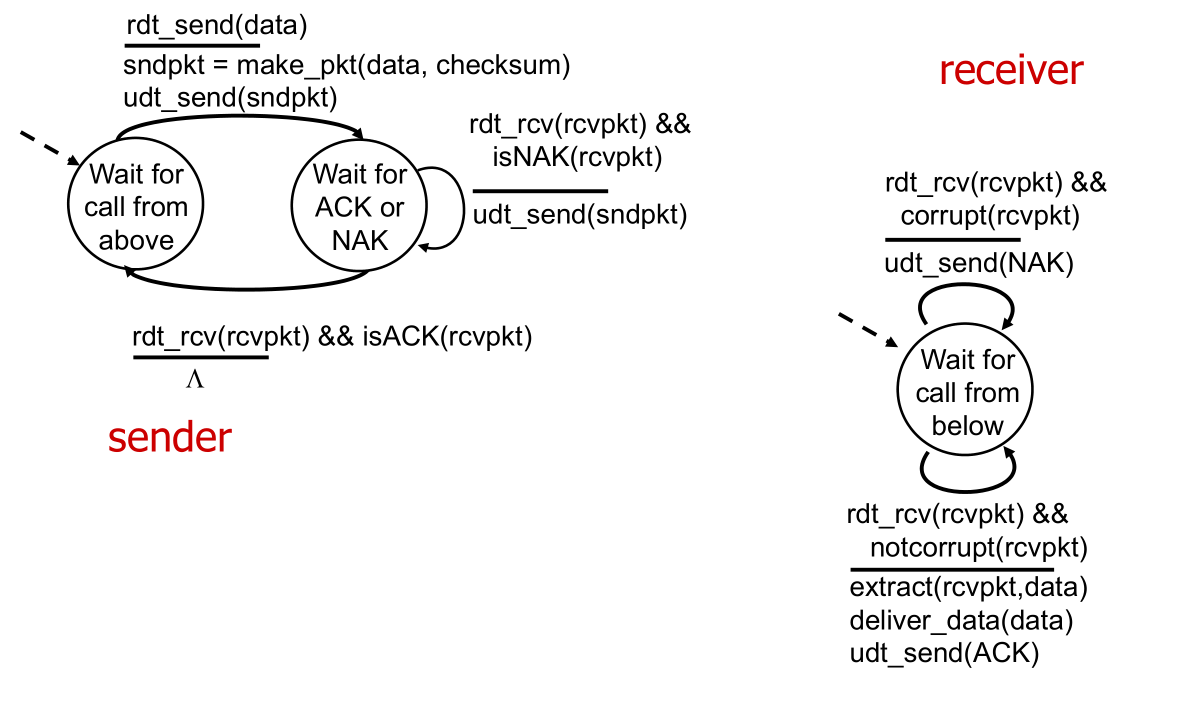 rdt_send(data)
sndpkt = make_pkt(data, checksum)
udt_send(sndpkt)
Wait for
call from
above
Wait for
ACK or
NAK
rdt_rcv(rcvpkt) &&
isNAK(rcvpkt)
udt_send(sndpkt)
rdt_rcv(rcvpkt) && isACK(rcvpkt)
Λ
sender
receiver
rdt_rcv(rcvpkt) &&
corrupt(rcvpkt)
udt_send(NAK)
Wait for
call from
below
rdt_rcv(rcvpkt) &&
notcorrupt(rcvpkt)
extract(rcvpkt,data)
deliver_data(data)
udt_send(ACK)